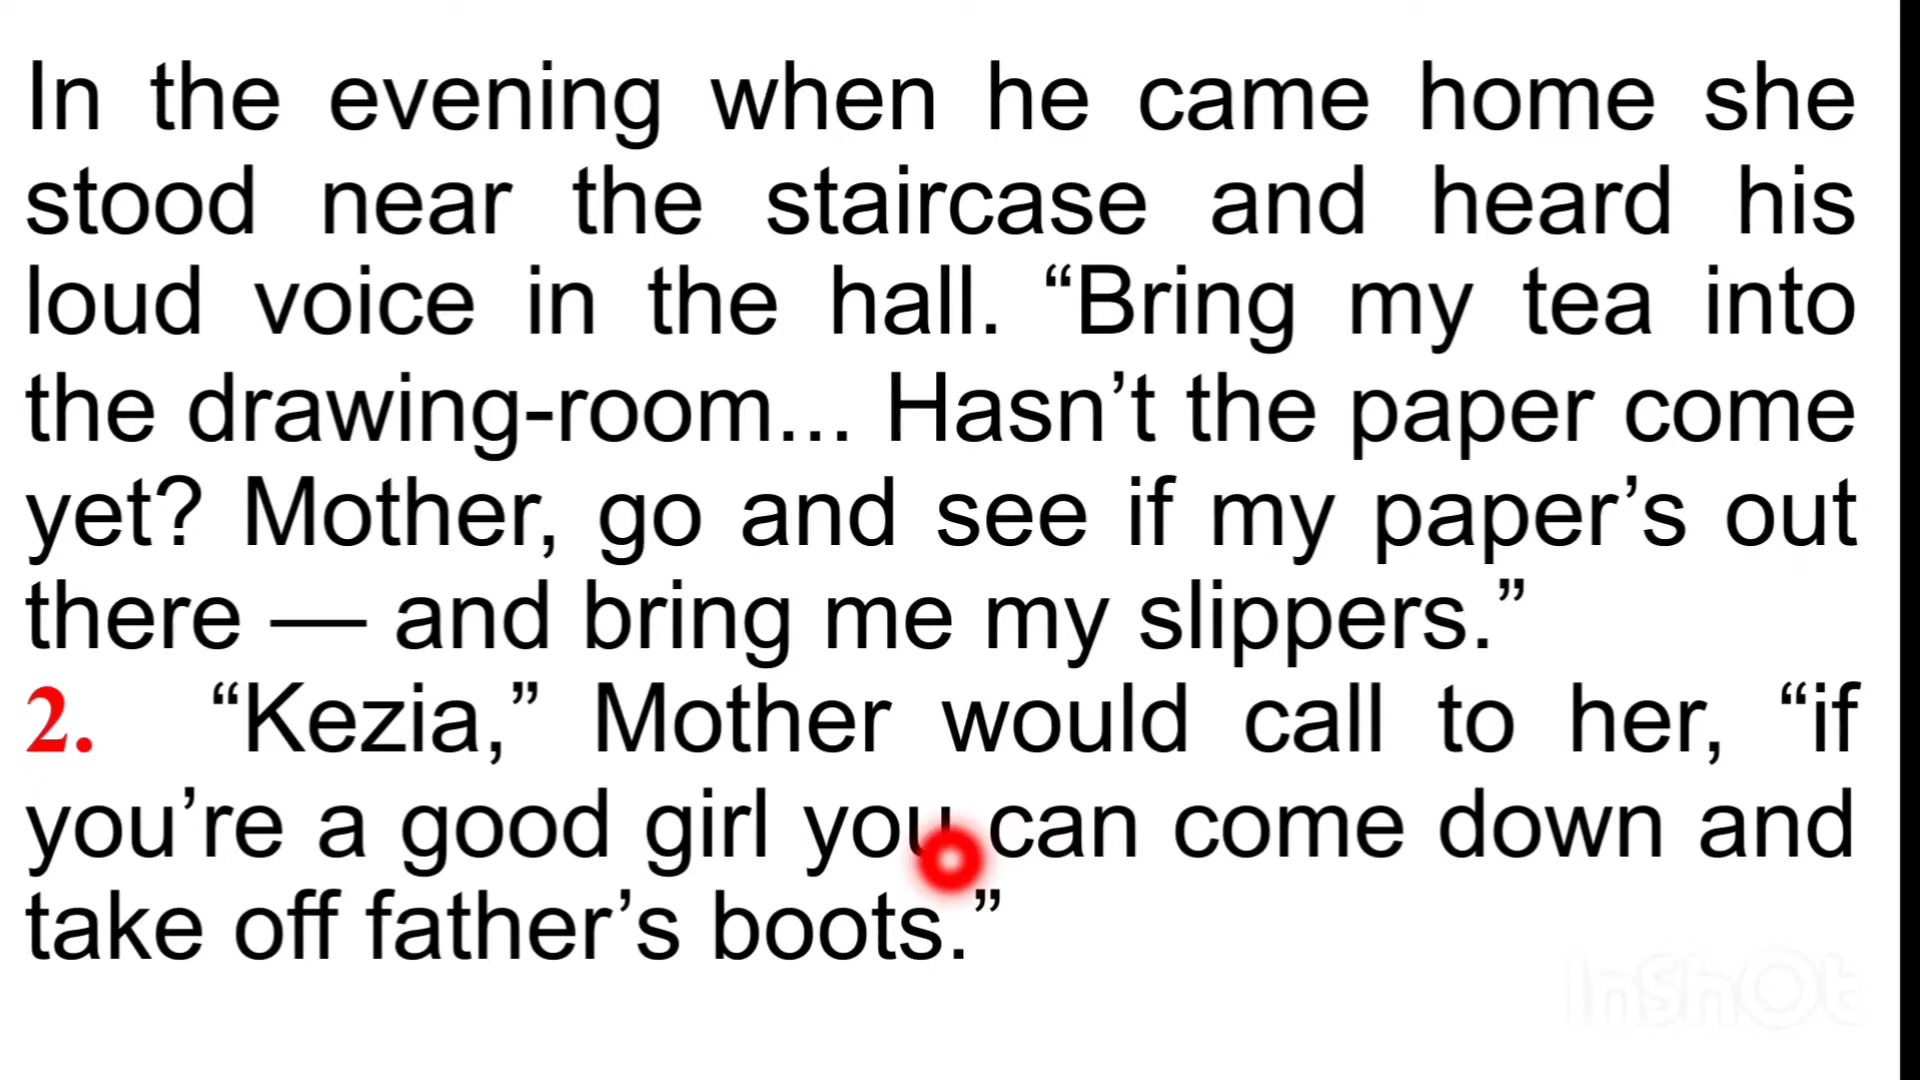 In the evening when he came home she
stood near the staircase and heard his
loud voice in the hall. “Bring my tea into
the drawing-room... Hasn’t the paper come
yet? Mother, go and see if my paper’s out
there — and bring me my slippers.”
2. “Kezia,” Mother would call to her, “if
you’re a good girl you can come down and
take off father’s boots.”
InShOt